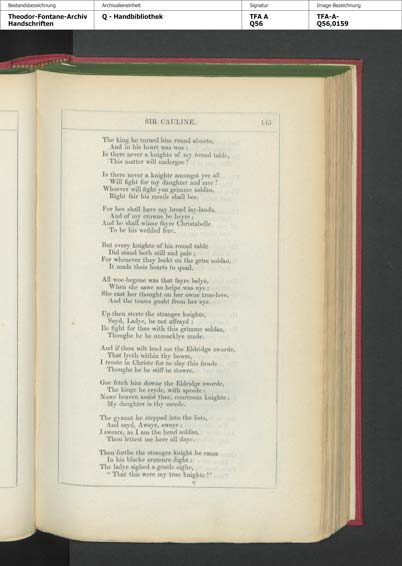 Bestandsbezeichnung
Archivalieneinheit
Signatur
Image-Bezeichnung
Theodor-Fontane-Archiv
Handschriften
Q - Handbibliothek
TFA A
Q56
TFA-A-
Q56,0159
SIR CAULINE. 145
The king he turned him round aboute,
And in his heart was woe :
Is there never a knighte of my round tablè,
This matter will undergoe ?
Is there never a knighte amongst yee all
Will fight for my daughter and mee ?
Whoever will fight yon grimme soldàn,
Right fair his meede shall bee.
For hee shall have my broad lay-lands,
And of my crowne be heyre ;
And he shall winne fayre Christabelle
To be his wedded fere.
But every knighte of his round tablè
Did stand both still and pale ;
For whenever they lookt on the grim soldàn,
It made their hearts to quail.
All woe-begone was that fayre ladyè,
When she sawe no helpe was nye :
She cast her thought on her owne true-love,
And the teares gusht from her eye.
Up then sterte the stranger knighte,
Sayd, Ladye, be not affrayd :
Ile fight for thee with this grimme soldàn,
Thoughe he be unmacklye made.
And if thou wilt lend me the Eldridge sworde,
That lyeth within thy bowre,
I truste in Christe for to slay this fiende
Thoughe he be stiff in stowre.
Goe fetch him downe the Eldridge sworde,
The kinge he cryde, with speede :
Nowe heaven assist thee, courteous knighte ;
My daughter is thy meede.
The gyaunt he stepped into the lists,
And sayd, Awaye, awaye :
I sweare, as I am the hend soldàn,
Thou lettest me here all daye.
Then forthe the stranger knight he came
In his blacke armoure dight :
The ladye sighed a gentle sighe,
" That this were my true knighte !"
U